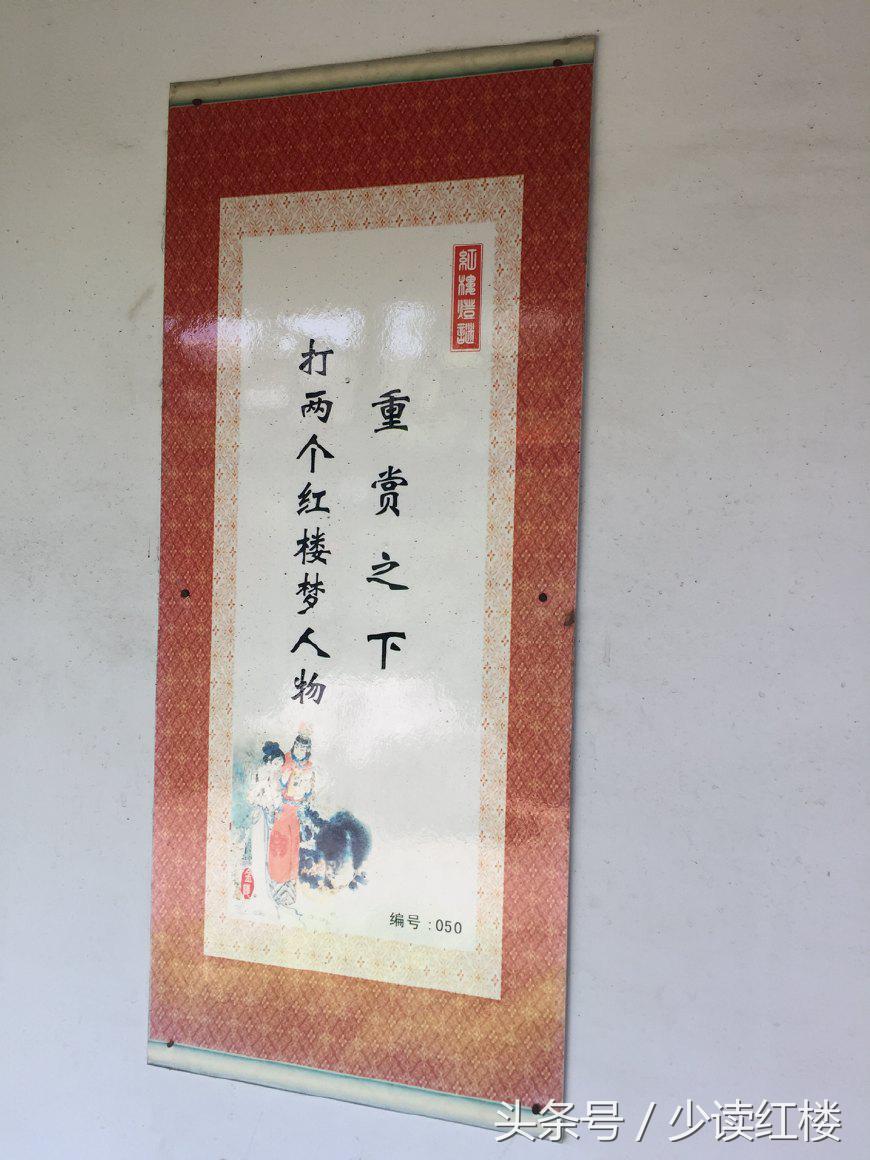 紅樓燈謎
重赏之下
打两个红楼梦人物
编号:050
头条号 / 少读红楼